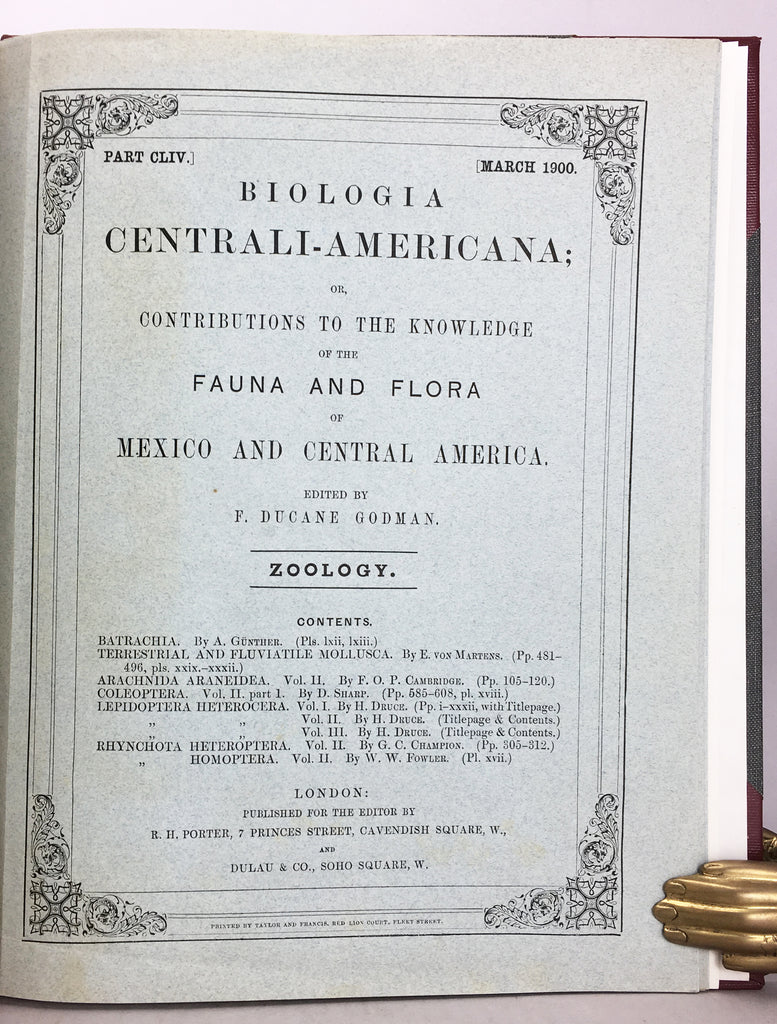 PART CLIV.]
[MARCH 1900.
BIOLOGIA
CENTRALI-AMERICANA;
OR,
CONTRIBUTIONS TO THE KNOWLEDGE
OF THE
FAUNA AND FLORA
OF
MEXICO AND CENTRAL AMERICA.
EDITED BY
F. DUCANE GODMAN.
ZOOLOGY.
CONTENTS.
BATRACHIA. By A. GÜNTHER. (Pls. lxii, lxiii.)
TERRESTRIAL AND FLUVIATILE MOLLUSCA. By E. VON MARTENS. (Pp. 481–
496, pls. xxix.–xxxii.)
ARACHNIDA ARANEIDEA. Vol. II. By F. O. P. CAMBRIDGE. (Pp. 105–120.)
COLEOPTERA. Vol. II. part 1. By D. SHARP. (Pp. 585–608, pl. xviii.)
LEPIDOPTERA HETEROCERA. Vol. I. By H. DRUCE. (Pp. i–xxxii, with Titlepage.)
„ „ Vol. II. By H. DRUCE. (Titlepage & Contents.)
„ „ Vol. III. By H. DRUCE. (Titlepage & Contents.)
RHYNCHOTA HETEROPTERA. Vol. II. By G. C. CHAMPION. (Pp. 305–312.)
„ HOMOPTERA. Vol. II. By W. W. FOWLER. (Pl. xvii.)
LONDON:
PUBLISHED FOR THE EDITOR BY
R. H. PORTER, 7 PRINCES STREET, CAVENDISH SQUARE, W.,
AND
DULAU & CO., SOHO SQUARE, W.
PRINTED BY TAYLOR AND FRANCIS, RED LION COURT, FLEET STREET.